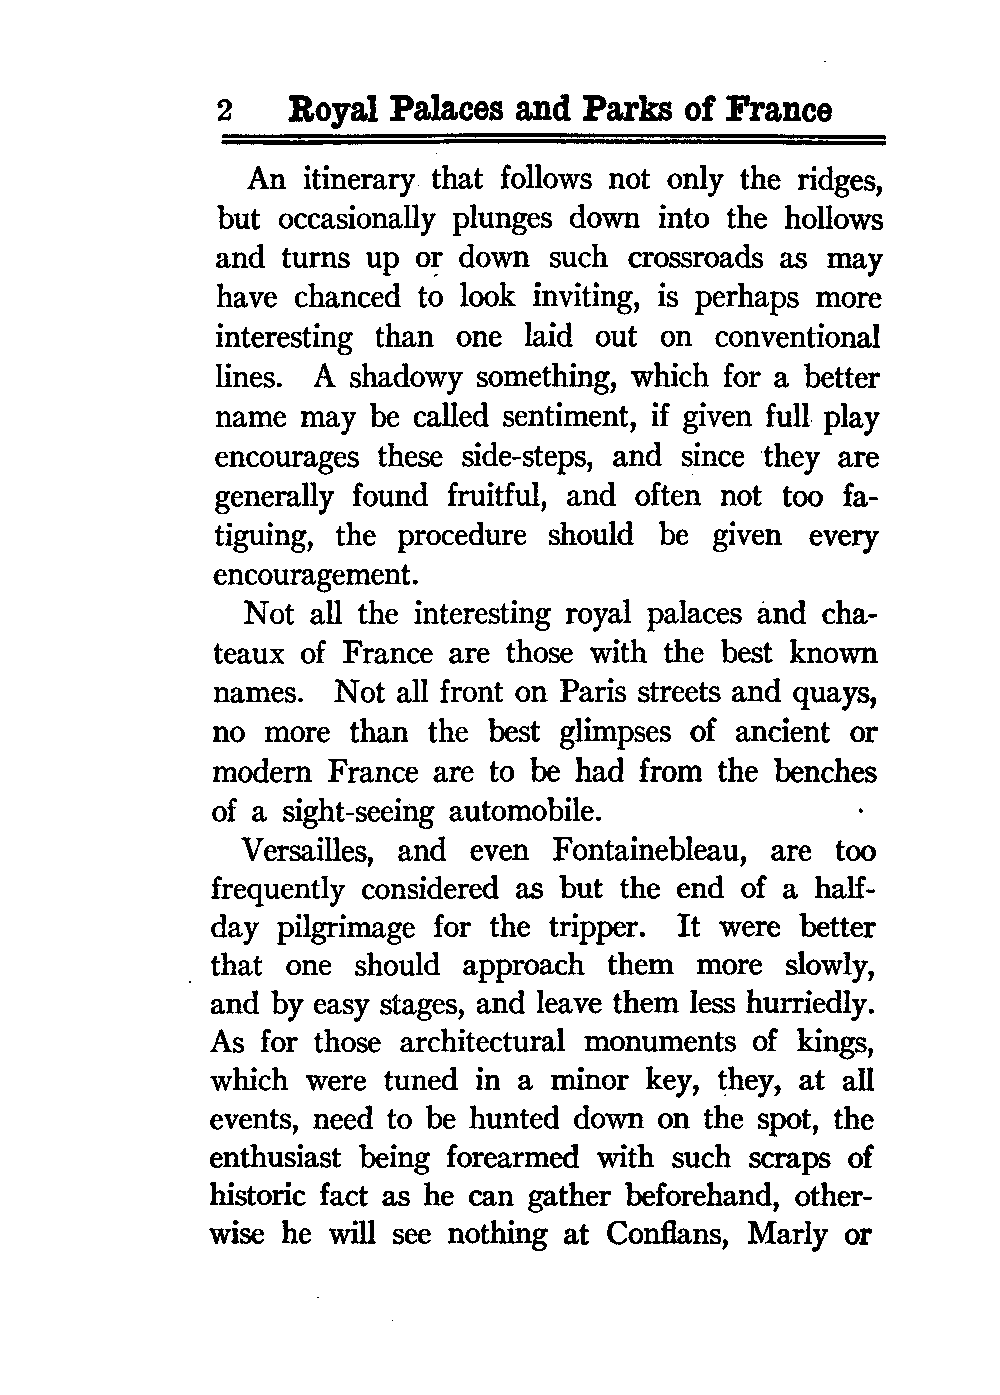 2 Royal Palaces and Parks of France
An itinerary that follows not only the ridges,
but occasionally plunges down into the hollows
and turns up or down such crossroads as may
have chanced to look inviting, is perhaps more
interesting than one laid out on conventional
lines. A shadowy something, which for a better
name may be called sentiment, if given full play
encourages these side-steps, and since they are
generally found fruitful, and often not too fa-
tiguing, the procedure should be given every
encouragement.
Not all the interesting royal palaces and cha-
teaux of France are those with the best known
names. Not all front on Paris streets and quays,
no more than the best glimpses of ancient or
modern France are to be had from the benches
of a sight-seeing automobile.
Versailles, and even Fontainebleau, are too
frequently considered as but the end of a half-
day pilgrimage for the tripper. It were better
that one should approach them more slowly,
and by easy stages, and leave them less hurriedly.
As for those architectural monuments of kings,
which were tuned in a minor key, they, at all
events, need to be hunted down on the spot, the
enthusiast being forearmed with such scraps of
historic fact as he can gather beforehand, other-
wise he will see nothing at Conflans, Marly or